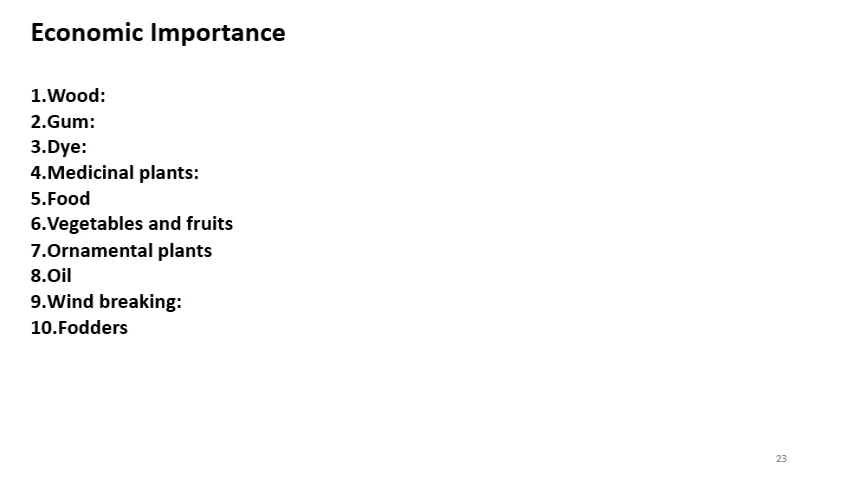 Economic Importance
1.Wood:
2.Gum:
3.Dye:
4.Medicinal plants:
5.Food
6.Vegetables and fruits
7.Ornamental plants
8.Oil
9.Wind breaking:
10.Fodders
23